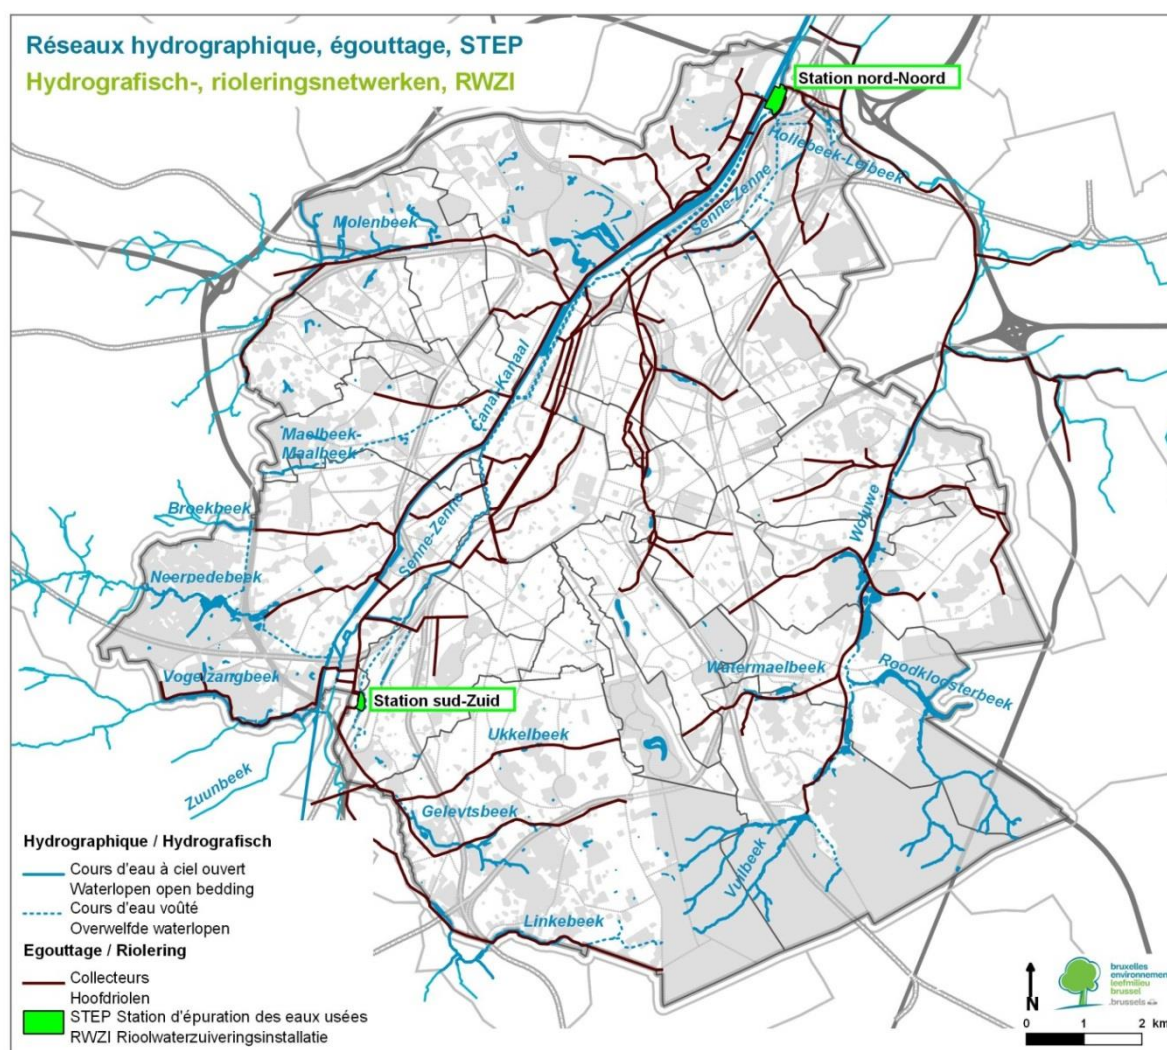 Réseaux hydrographique, égouttage, STEP
Hydrografisch-, rioleringsnetwerken, RWZI
Station nord-Noord
Hollebeek-Leibeek
Senne-Zenne
Molenbeek
Canal-Kanaal
Maelbeek-
Maalbeek
Broekbeek
Senne-Zenne
Woluwe
Neerpedebeek
Watermaelbeek
Roodkloosterbeek
Vogelzangbeek
Station sud-Zuid
Ukkelbeek
Zuunbeek
Gelevtsbeek
Vuilbeek
Linkebeek
Hydrographique / Hydrografisch
Cours d'eau à ciel ouvert
Waterlopen open bedding
Cours d'eau voûté
Overwelfde waterlopen
Egouttage / Riolering
Collecteurs
Hoofdriolen
STEP Station d'épuration des eaux usées
RWZI Rioolwaterzuiveringsinstallatie
N
bruxelles
environnement
leefmilieu
brussel
.brussels
0 1 2 km